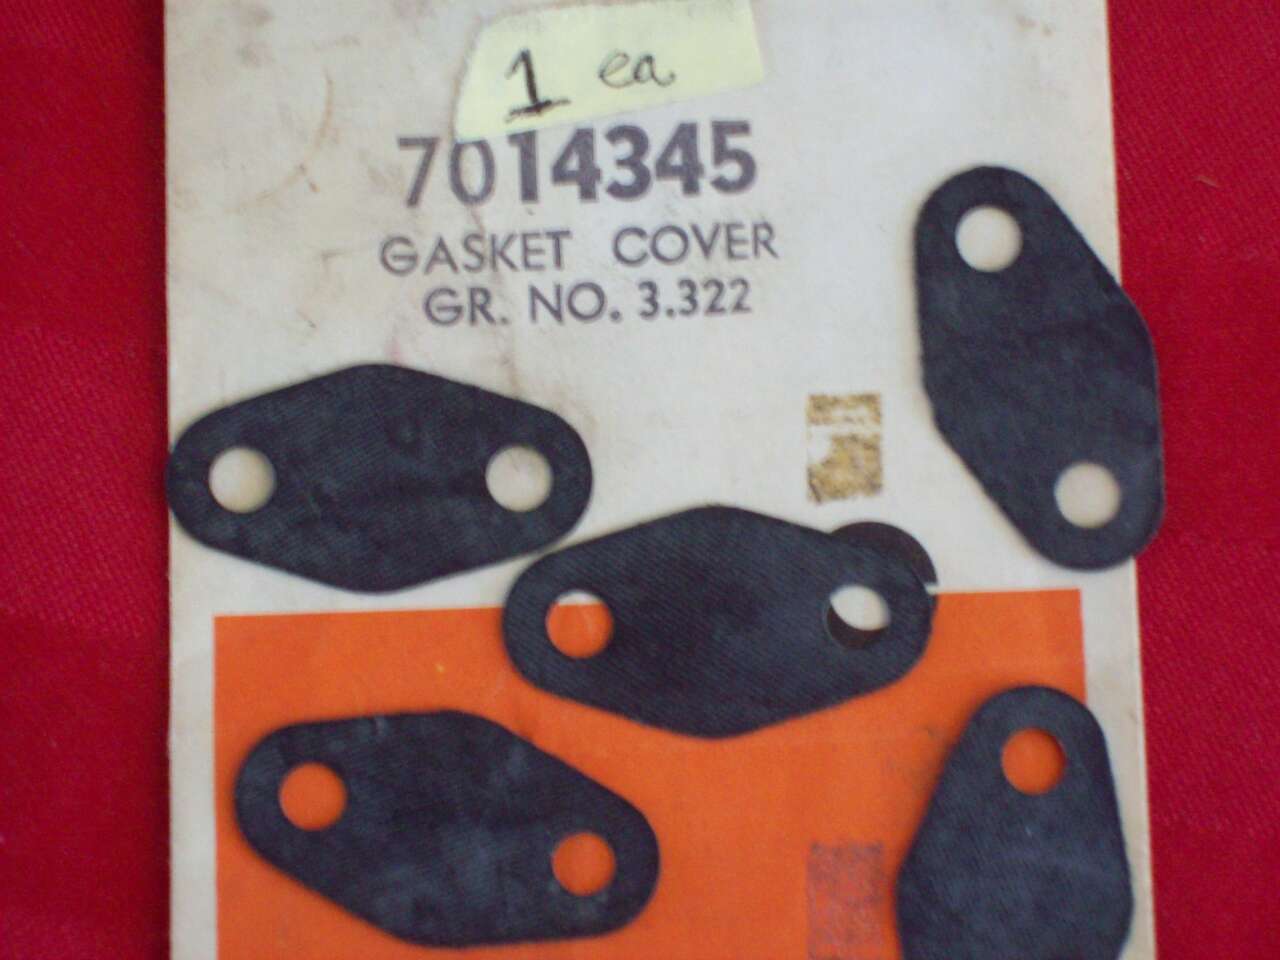 1 ea
7014345
GASKET COVER
GR. NO. 3.322